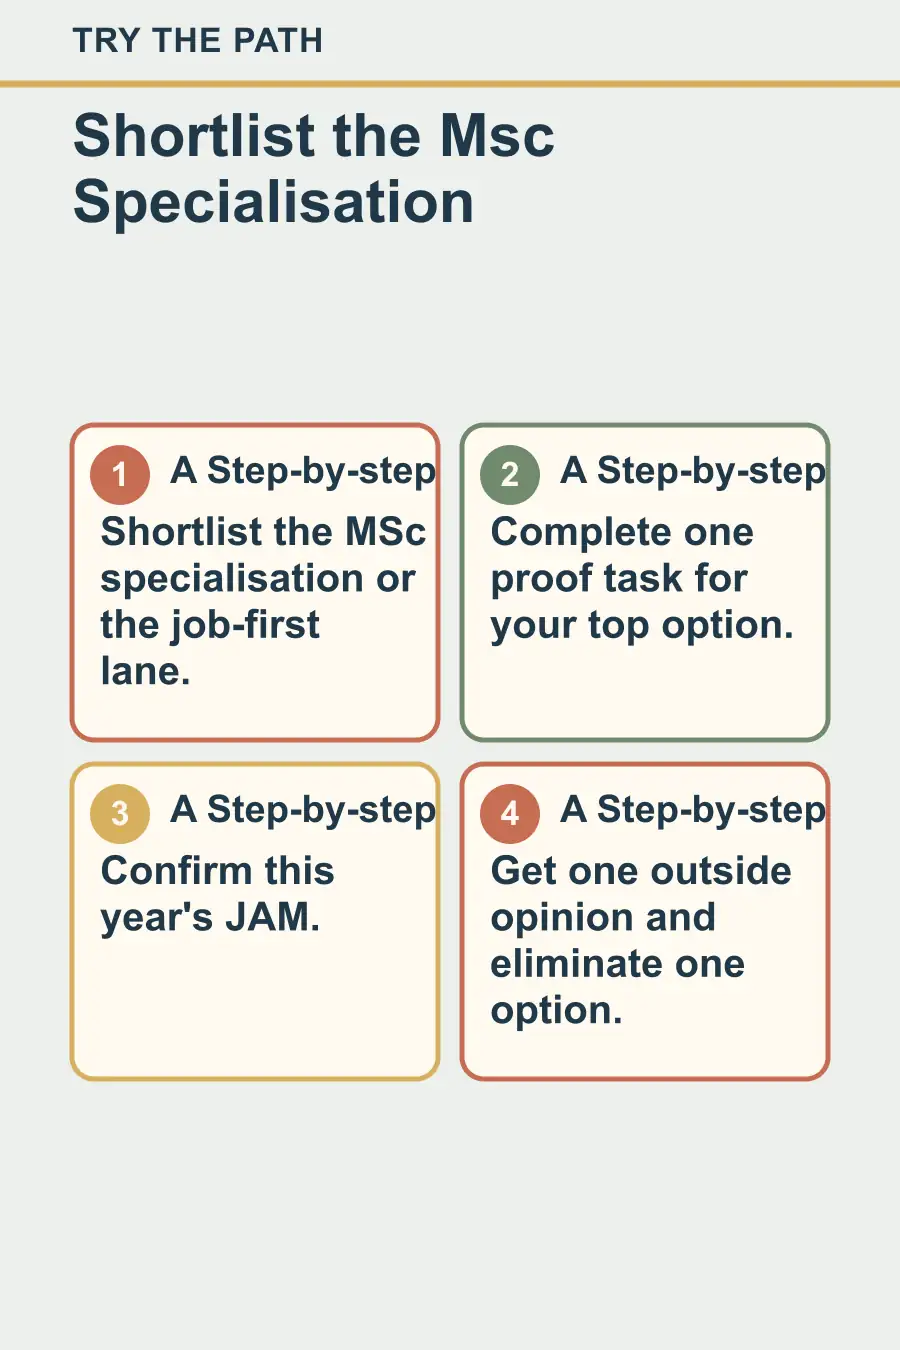 TRY THE PATH
Shortlist the Msc
Specialisation
1
A Step-by-step
Shortlist the MSc
specialisation or
the job-first
lane.
2
A Step-by-step
Complete one
proof task for
your top option.
3
A Step-by-step
Confirm this
year's JAM.
4
A Step-by-step
Get one outside
opinion and
eliminate one
option.